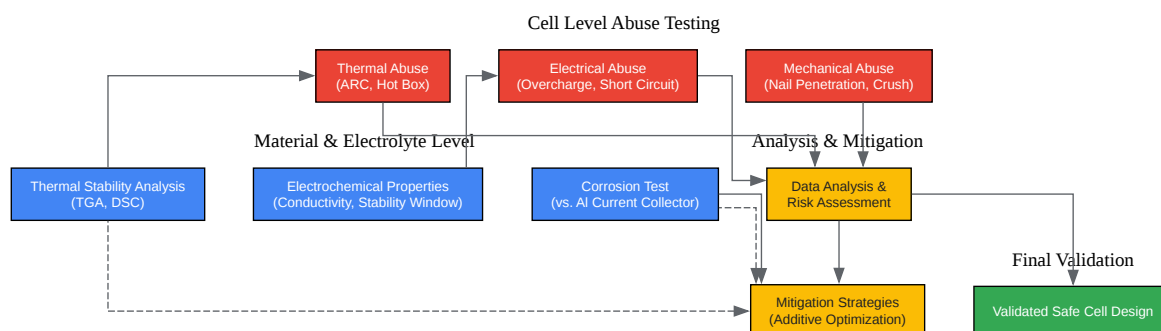 Cell Level Abuse Testing
Thermal Abuse
(ARC, Hot Box)
Electrical Abuse
(Overcharge, Short Circuit)
Mechanical Abuse
(Nail Penetration, Crush)
Material & Electrolyte Level
Analysis & Mitigation
Thermal Stability Analysis
(TGA, DSC)
Electrochemical Properties
(Conductivity, Stability Window)
Corrosion Test
(vs. Al Current Collector)
Data Analysis &
Risk Assessment
Final Validation
Mitigation Strategies
(Additive Optimization)
Validated Safe Cell Design